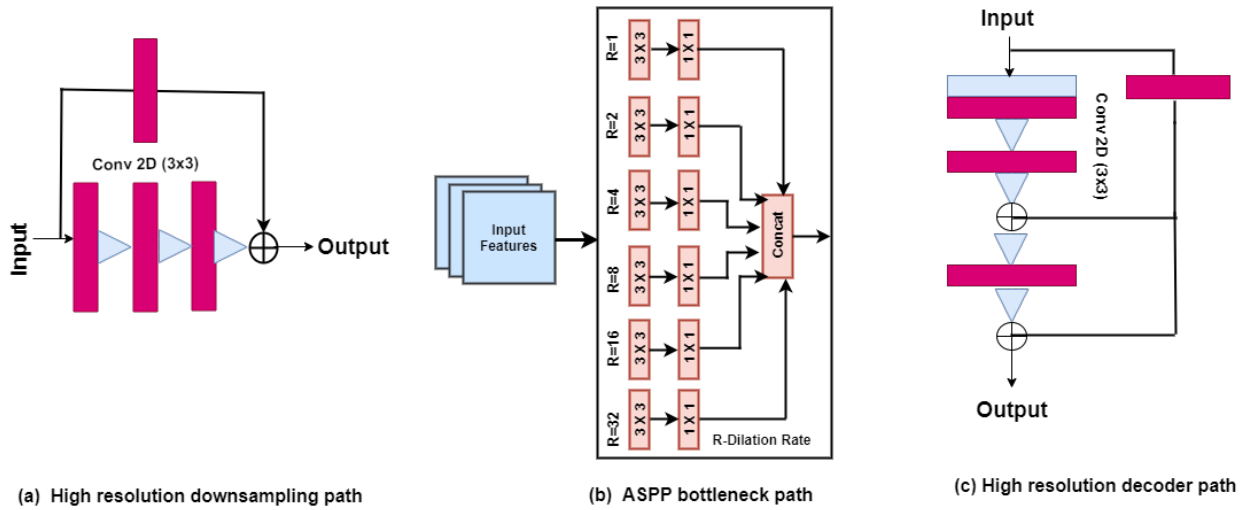 Conv 2D (3x3)
Input
Output
(a)  High resolution downsampling path
Input
Features
R=1
3 X 3
1 X 1
R=2
3 X 3
1 X 1
R=4
3 X 3
1 X 1
R=8
3 X 3
1 X 1
R=16
3 X 3
1 X 1
R=32
3 X 3
1 X 1
Concat
R-Dilation Rate
(b)  ASPP bottleneck path
Input
Conv 2D (3x3)
Output
(c) High resolution decoder path